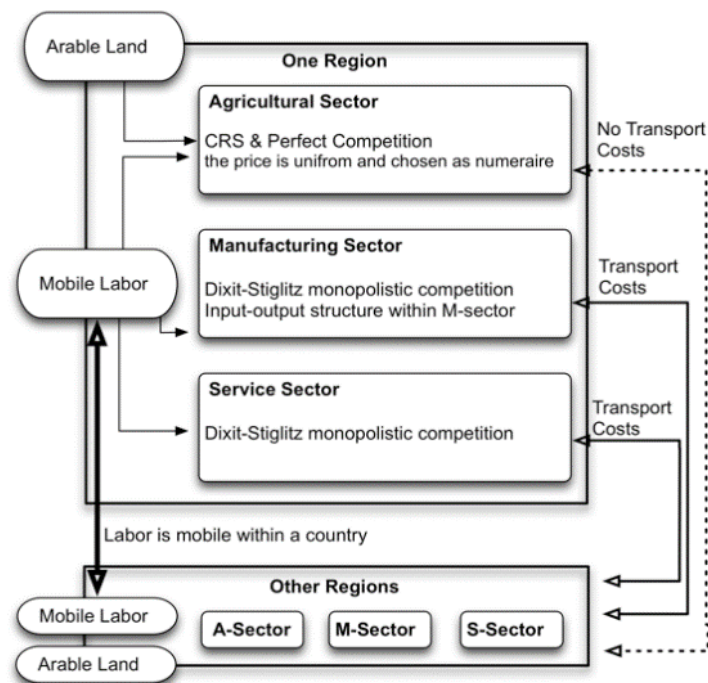 Arable Land
One Region
Agricultural Sector
CRS & Perfect Competition
the price is unifrom and chosen as numeraire
No Transport
Costs
Manufacturing Sector
Dixit-Stiglitz monopolistic competition
Input-output structure within M-sector
Mobile Labor
Transport
Costs
Service Sector
Dixit-Stiglitz monopolistic competition
Transport
Costs
Labor is mobile within a country
Other Regions
Mobile Labor
A-Sector
M-Sector
S-Sector
Arable Land